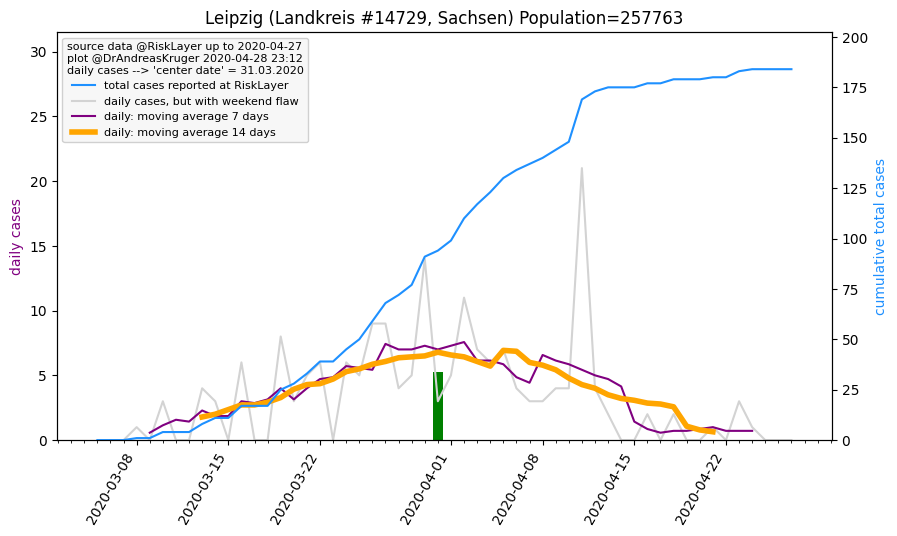 Leipzig (Landkreis #14729, Sachsen) Population=257763
source data @RiskLayer up to 2020-04-27
plot @DrAndreasKruger 2020-04-28 23:12
daily cases --> 'center date' = 31.03.2020
total cases reported at RiskLayer
daily cases, but with weekend flaw
daily: moving average 7 days
daily: moving average 14 days
daily cases
30
25
20
15
10
5
0
cumulative total cases
200
175
150
125
100
75
50
25
0
2020-03-08
2020-03-15
2020-03-22
2020-04-01
2020-04-08
2020-04-15
2020-04-22